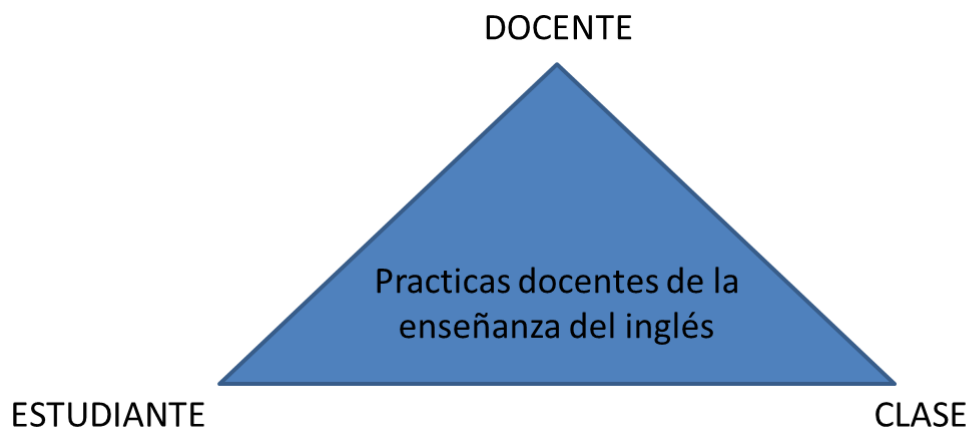 DOCENTE
Practicas docentes de la
enseñanza del inglés
ESTUDIANTE
CLASE